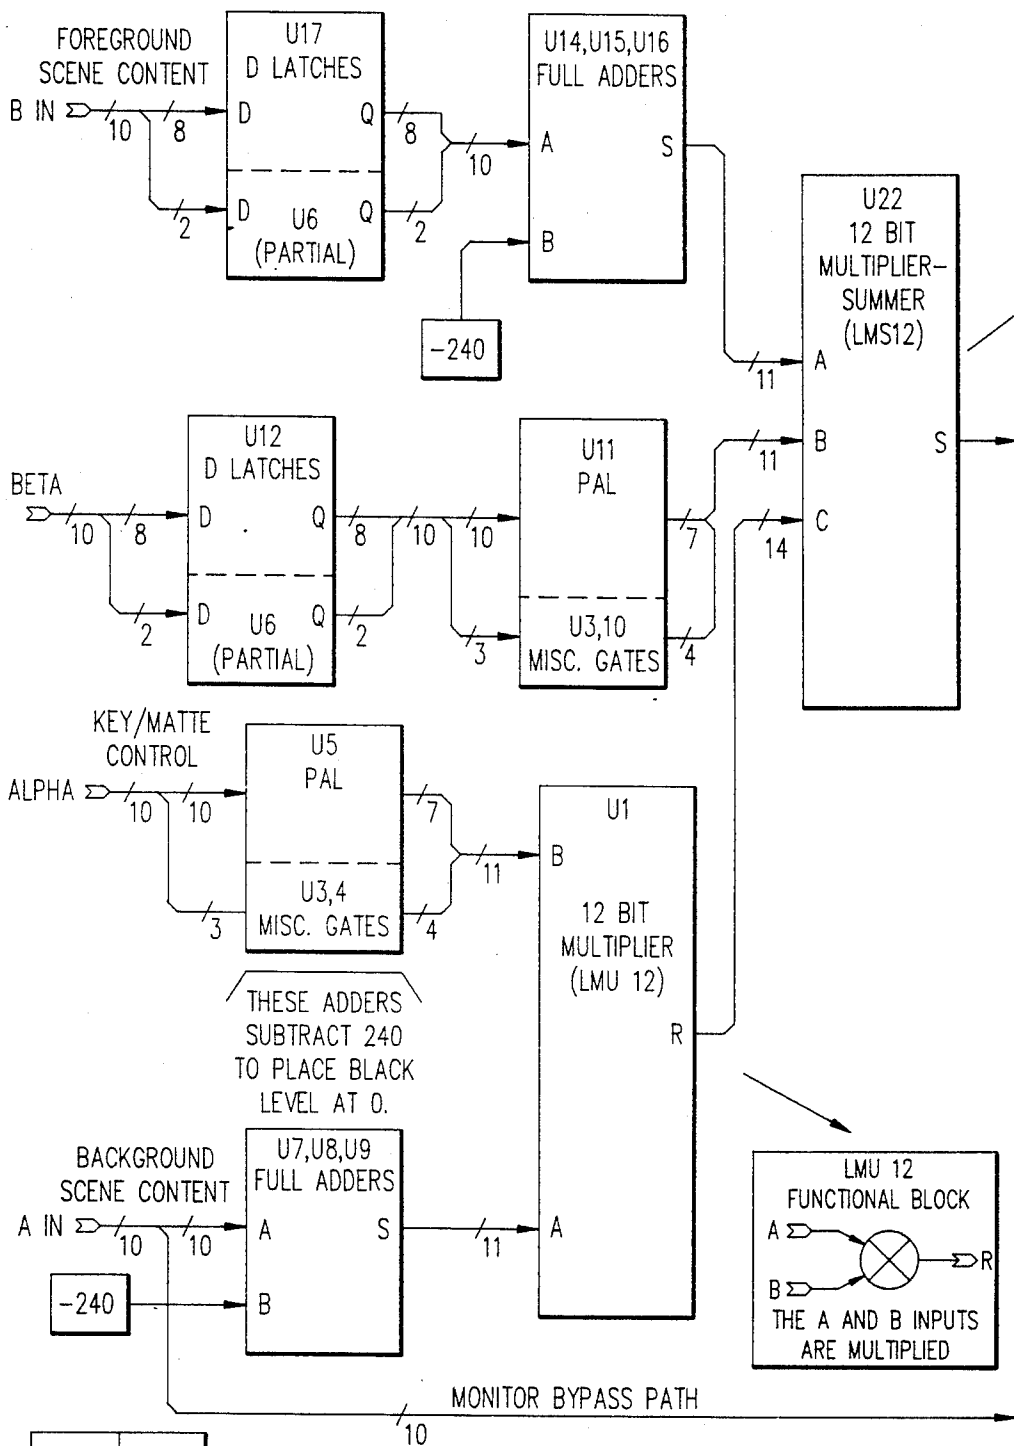 FOREGROUND
SCENE CONTENT
B IN
10
8
2
U17
D LATCHES
D
Q
D
Q
U6
(PARTIAL)
8
2
10
U14,U15,U16
FULL ADDERS
A
S
B
-240
11
U22
12 BIT
MULTIPLIER-
SUMMER
(LMS12)
A
B
S
C
BETA
10
8
2
U12
D LATCHES
D
Q
D
Q
U6
(PARTIAL)
8
2
10
10
3
U11
PAL
U3,10
MISC. GATES
7
4
11
14
KEY/MATTE
CONTROL
ALPHA
10
10
3
U5
PAL
U3,4
MISC. GATES
7
4
11
U1
B
12 BIT
MULTIPLIER
(LMU 12)
R
A
THESE ADDERS
SUBTRACT 240
TO PLACE BLACK
LEVEL AT 0.
BACKGROUND
SCENE CONTENT
A IN
10
10
-240
U7,U8,U9
FULL ADDERS
A
S
B
11
LMU 12
FUNCTIONAL BLOCK
A
R
B
THE A AND B INPUTS
ARE MULTIPLIED
MONITOR BYPASS PATH
10